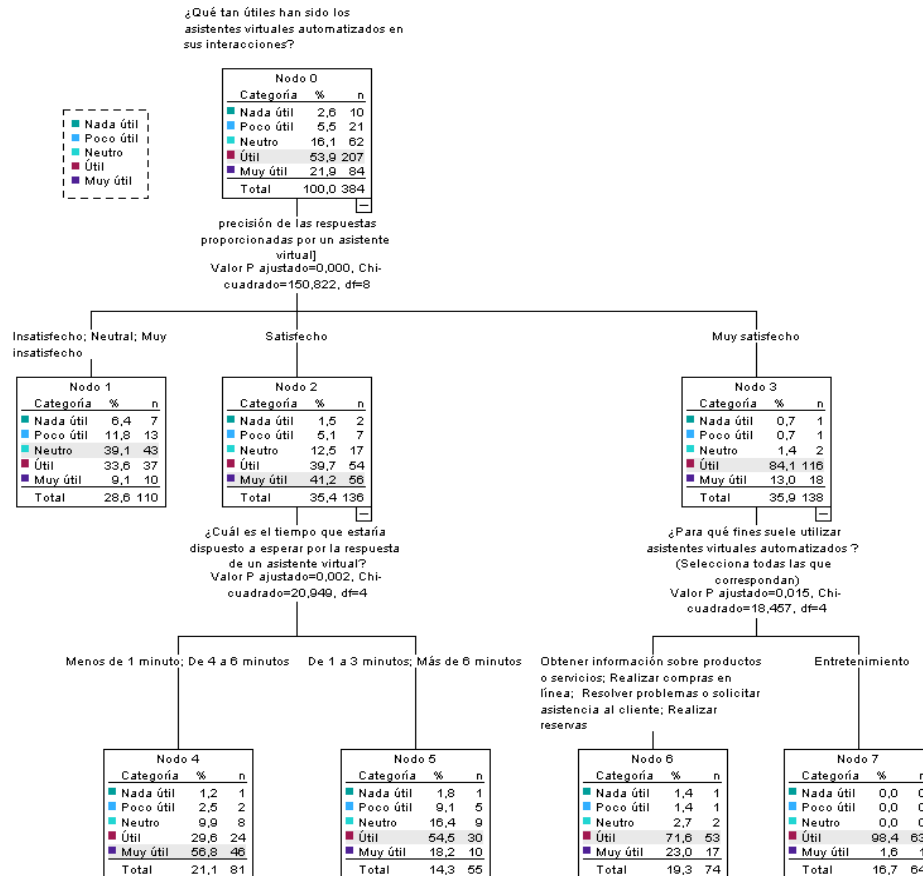 ¿Qué tan útiles han sido los
asistentes virtuales automatizados en
sus interacciones?
Nada útil
Poco útil
Neutro
Útil
Muy útil
Nodo 0
Categoría % n
Nada útil 2,6 10
Poco útil 5,5 21
Neutro 16,1 62
Útil 53,9 207
Muy útil 21,9 84
Total 100,0 384
precisión de las respuestas
proporcionadas por un asistente
virtual]
Valor P ajustado=0,000, Chi-
cuadrado=150,822, df=8
Insatisfecho; Neutral; Muy
insatisfecho
Satisfecho
Muy satisfecho
Nodo 1
Categoría % n
Nada útil 6,4 7
Poco útil 11,8 13
Neutro 39,1 43
Útil 33,6 37
Muy útil 9,1 10
Total 28,6 110
Nodo 2
Categoría % n
Nada útil 1,5 2
Poco útil 5,1 7
Neutro 12,5 17
Útil 39,7 54
Muy útil 41,2 56
Total 35,4 136
Nodo 3
Categoría % n
Nada útil 0,7 1
Poco útil 0,7 1
Neutro 1,4 2
Útil 84,1 116
Muy útil 13,0 18
Total 35,9 138
¿Cuál es el tiempo que estaría
dispuesto a esperar por la respuesta
de un asistente virtual?
Valor P ajustado=0,002, Chi-
cuadrado=20,949, df=4
¿Para qué fines suele utilizar
asistentes virtuales automatizados ?
(Selecciona todas las que
correspondan)
Valor P ajustado=0,015, Chi-
cuadrado=18,457, df=4
Menos de 1 minuto; De 4 a 6 minutos
De 1 a 3 minutos; Más de 6 minutos
Obtener información sobre productos
o servicios; Realizar compras en
línea; Resolver problemas o solicitar
asistencia al cliente; Realizar
reservas
Entretenimiento
Nodo 4
Categoría % n
Nada útil 1,2 1
Poco útil 2,5 2
Neutro 9,9 8
Útil 29,6 24
Muy útil 56,8 46
Total 21,1 81
Nodo 5
Categoría % n
Nada útil 1,8 1
Poco útil 9,1 5
Neutro 16,4 9
Útil 54,5 30
Muy útil 18,2 10
Total 14,3 55
Nodo 6
Categoría % n
Nada útil 1,4 1
Poco útil 1,4 1
Neutro 2,7 2
Útil 71,6 53
Muy útil 23,0 17
Total 19,3 74
Nodo 7
Categoría % n
Nada útil 0,0 0
Poco útil 0,0 0
Neutro 0,0 0
Útil 98,4 63
Muy útil 1,6 1
Total 16,7 64